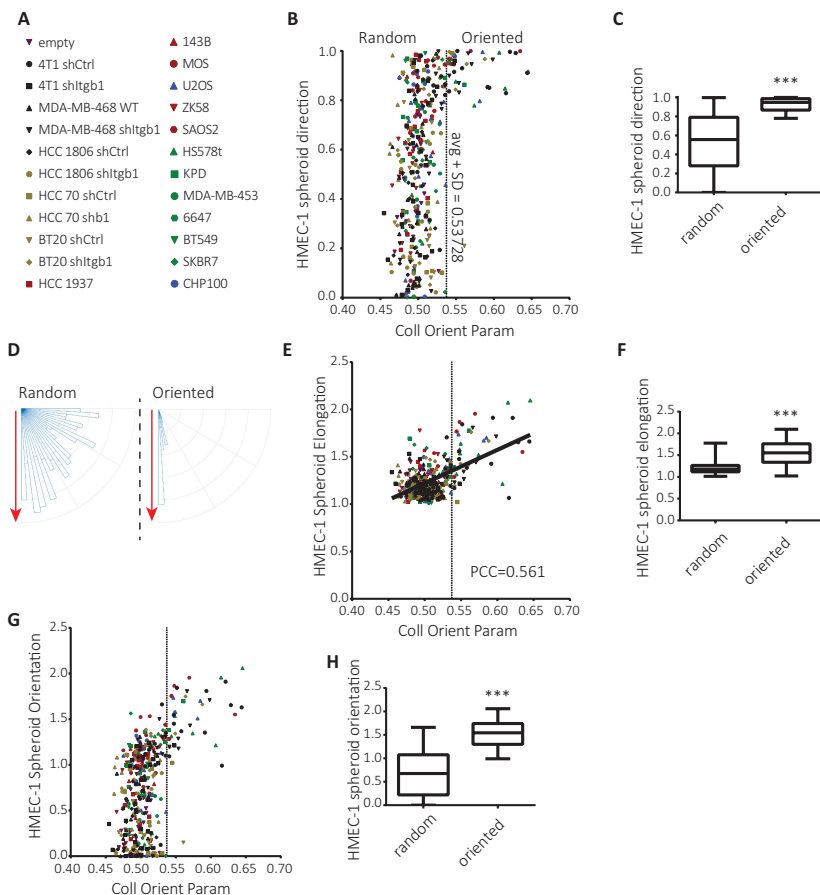 A
empty
4T1 shCtrl
4T1 shItgb1
MDA-MB-468 WT
MDA-MB-468 shItgb1
HCC 1806 shCtrl
HCC 1806 shItgb1
HCC 70 shCtrl
HCC 70 shb1
BT20 shCtrl
BT20 shItgb1
HCC 1937
143B
MOS
U2OS
ZK58
SAOS2
HS578t
KPD
MDA-MB-453
6647
BT549
SKBR7
CHP100
B
Random
Oriented
HMEC-1 spheroid direction
1.0
0.8
0.6
0.4
0.2
0.0
avg + SD = 0.53728
0.40 0.45 0.50 0.55 0.60 0.65 0.70
Coll Orient Param
C
HMEC-1 spheroid direction
1.0
0.8
0.6
0.4
0.2
0.0
***
random
oriented
D
Random
Oriented
E
HMEC-1 Spheroid Elongation
2.5
2.0
1.5
1.0
0.5
0.0
PCC=0.561
0.40 0.45 0.50 0.55 0.60 0.65 0.70
Coll Orient Param
F
HMEC-1 spheroid elongation
2.5
2.0
1.5
1.0
0.5
0.0
***
random
oriented
G
HMEC-1 Spheroid Orientation
2.5
2.0
1.5
1.0
0.5
0.0
0.40 0.45 0.50 0.55 0.60 0.65 0.70
Coll Orient Param
H
HMEC-1 spheroid orientation
2.5
2.0
1.5
1.0
0.5
0.0
***
random
oriented